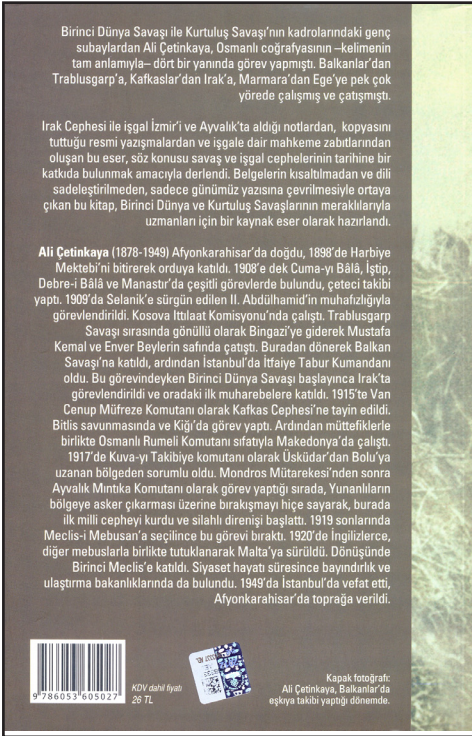 Birinci Dünya Savaşı ile Kurtuluş Savaşı'nın kadrolarındaki genç
subaylardan Ali Çetinkaya, Osmanlı coğrafyasının –kelimenin
tam anlamıyla– dört bir yanında görev yapmıştı. Balkanlar'dan
Trablusgarp'a, Kafkaslar'dan Irak'a, Marmara'dan Ege'ye pek çok
yörede çalışmış ve çatışmıştı.
Irak Cephesi ile işgal İzmir'i ve Ayvalık'ta aldığı notlardan, kopyasını
tuttuğu resmi yazışmalardan ve işgale dair mahkeme zabıtlarından
oluşan bu eser, söz konusu savaş ve işgal cephelerinin tarihine bir
katkıda bulunmak amacıyla derlendi. Belgelerin kısaltılmadan ve dili
sadeleştirilmeden, sadece günümüz yazısına çevrilmesiyle ortaya
çıkan bu kitap, Birinci Dünya ve Kurtuluş Savaşlarının meraklılarıyla
uzmanları için bir kaynak eser olarak hazırlandı.
Ali Çetinkaya (1878-1949) Afyonkarahisar'da doğdu, 1898'de Harbiye
Mektebi'ni bitirerek orduya katıldı. 1908'e dek Cuma-yı Bâlâ, İştip,
Debre-i Bâlâ ve Manastır'da çeşitli görevlerde bulundu, çeteci takibi
yaptı. 1909'da Selanik'e sürgün edilen II. Abdülhamid'in muhafızlığıyla
görevlendirildi. Kosova Ittılaat Komisyonu'nda çalıştı. Trablusgarp
Savaşı sırasında gönüllü olarak Bingazi'ye giderek Mustafa
Kemal ve Enver Beylerin safında çatıştı. Buradan dönerek Balkan
Savaşı'na katıldı, ardından İstanbul'da İtfaiye Tabur Kumandanı
oldu. Bu görevindeyken Birinci Dünya Savaşı başlayınca Irak'ta
görevlendirildi ve oradaki ilk muharebelere katıldı. 1915'te Van
Cenup Müfreze Komutanı olarak Kafkas Cephesi'ne tayin edildi.
Bitlis savunmasında ve Kiğı'da görev yaptı. Ardından müttefiklerle
birlikte Osmanlı Rumeli Komutanı sıfatıyla Makedonya'da çalıştı.
1917'de Kuva-yı Takibiye komutanı olarak Üsküdar'dan Bolu'ya
uzanan bölgeden sorumlu oldu. Mondros Mütarekesi'nden sonra
Ayvalık Mıntıka Komutanı olarak görev yaptığı sırada, Yunanlıların
bölgeye asker çıkarması üzerine bırakışmayı hiçe sayarak, burada
ilk milli cepheyi kurdu ve silahlı direnişi başlattı. 1919 sonlarında
Meclis-i Mebusan'a seçilince bu görevi bıraktı. 1920'de İngilizlerce,
diğer mebuslarla birlikte tutuklanarak Malta'ya sürüldü. Dönüşünde
Birinci Meclis'e katıldı. Siyaset hayatı süresince bayındırlık ve
ulaştırma bakanlıklarında da bulundu. 1949'da İstanbul'da vefat etti,
Afyonkarahisar'da toprağa verildi.
9 786053 605027
KDV dahil fiyatı
26 TL
Kapak fotoğrafı:
Ali Çetinkaya, Balkanlar'da
eşkıya takibi yaptığı dönemde.